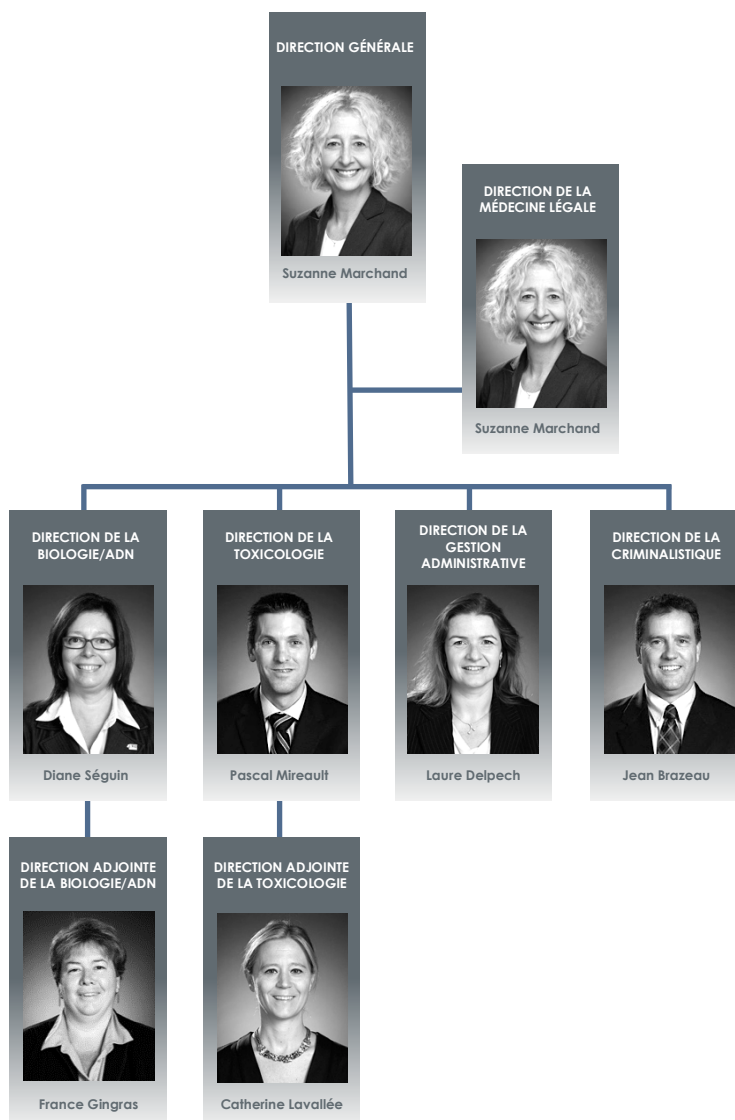 DIRECTION GÉNÉRALE
Suzanne Marchand
DIRECTION DE LA
MÉDECINE LÉGALE
Suzanne Marchand
DIRECTION DE LA
BIOLOGIE/ADN
Diane Séguin
DIRECTION DE LA
TOXICOLOGIE
Pascal Mireault
DIRECTION DE LA
GESTION
ADMINISTRATIVE
Laure Delpech
DIRECTION DE LA
CRIMINALISTIQUE
Jean Brazeau
DIRECTION ADJOINTE
DE LA BIOLOGIE/ADN
France Gingras
DIRECTION ADJOINTE
DE LA TOXICOLOGIE
Catherine Lavallée